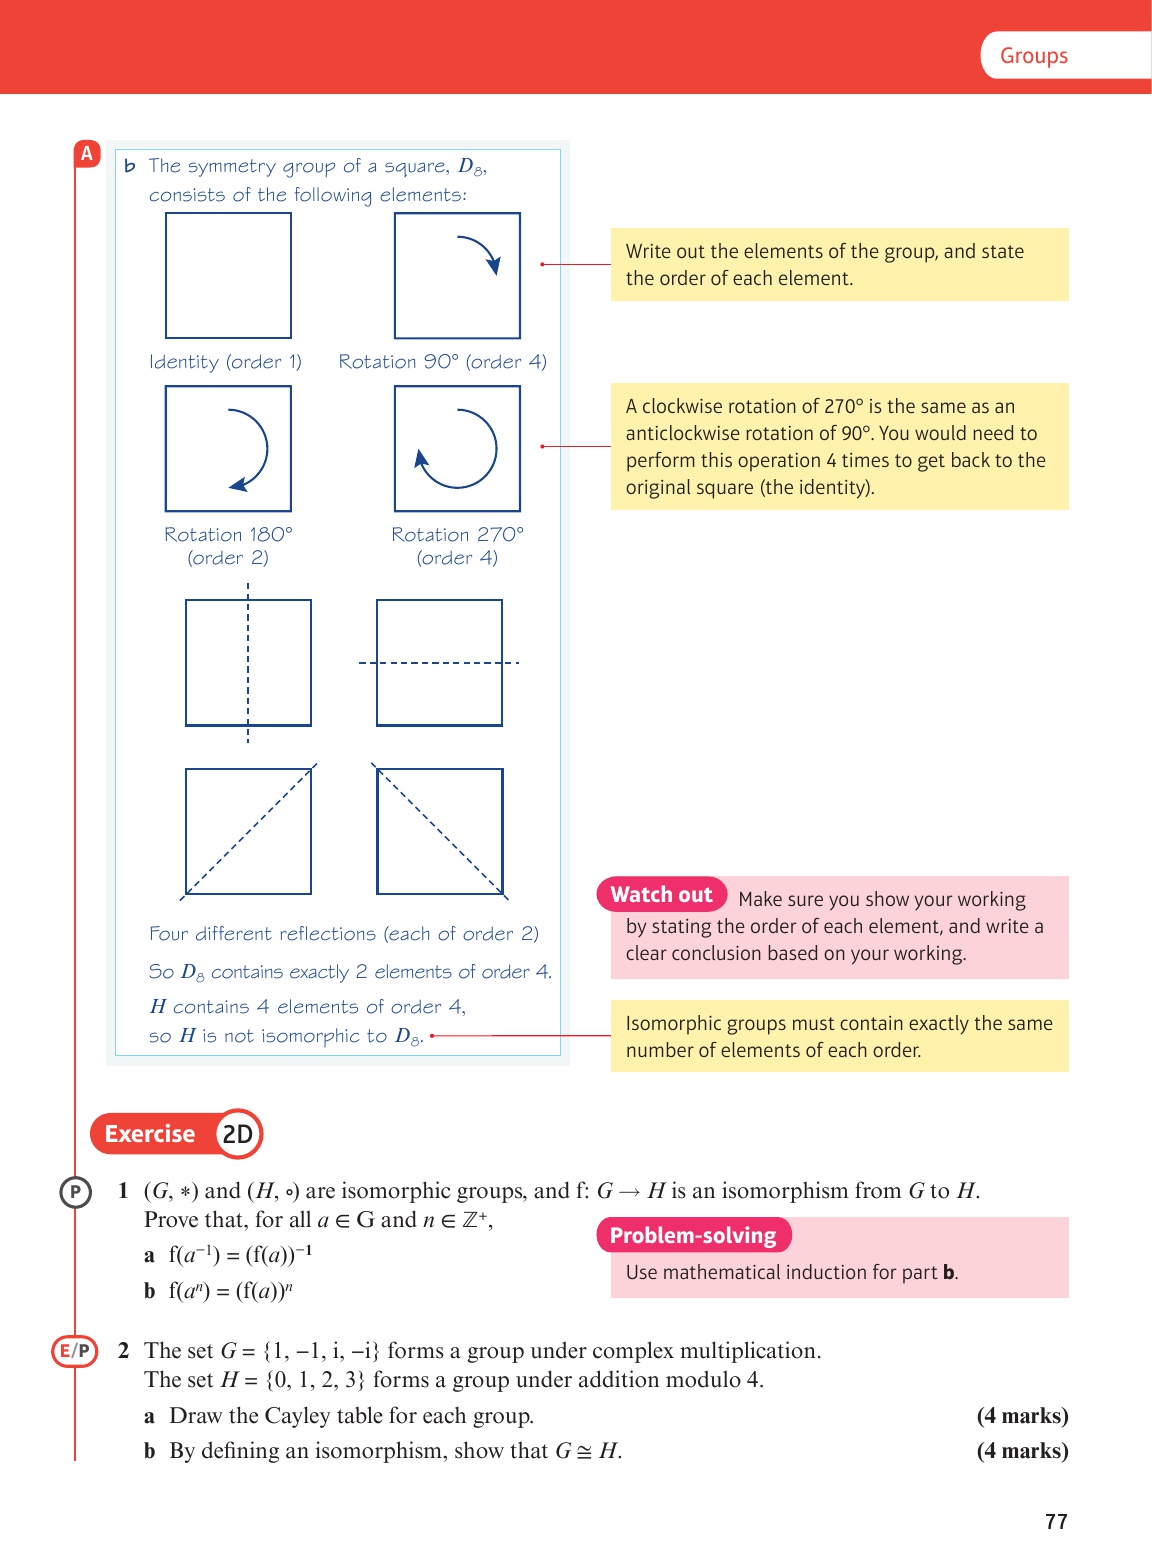 Groups
A
b The symmetry group of a square, D₈,
consists of the following elements:
Identity (order 1)
Rotation 90° (order 4)
Rotation 180°
(order 2)
Rotation 270°
(order 4)
Four different reflections (each of order 2)
So D₈ contains exactly 2 elements of order 4.
H contains 4 elements of order 4,
so H is not isomorphic to D₈.
Write out the elements of the group, and state
the order of each element.
A clockwise rotation of 270° is the same as an
anticlockwise rotation of 90°. You would need to
perform this operation 4 times to get back to the
original square (the identity).
Watch out Make sure you show your working
by stating the order of each element, and write a
clear conclusion based on your working.
Isomorphic groups must contain exactly the same
number of elements of each order.
Exercise 2D
P 1 (G, ∗) and (H, ∘) are isomorphic groups, and f: G → H is an isomorphism from G to H.
Prove that, for all a ∈ G and n ∈ ℤ⁺,
a f(a⁻¹) = (f(a))⁻¹
b f(aⁿ) = (f(a))ⁿ
Problem-solving
Use mathematical induction for part b.
E/P 2 The set G = {1, −1, i, −i} forms a group under complex multiplication.
The set H = {0, 1, 2, 3} forms a group under addition modulo 4.
a Draw the Cayley table for each group. (4 marks)
b By defining an isomorphism, show that G ≅ H. (4 marks)
77